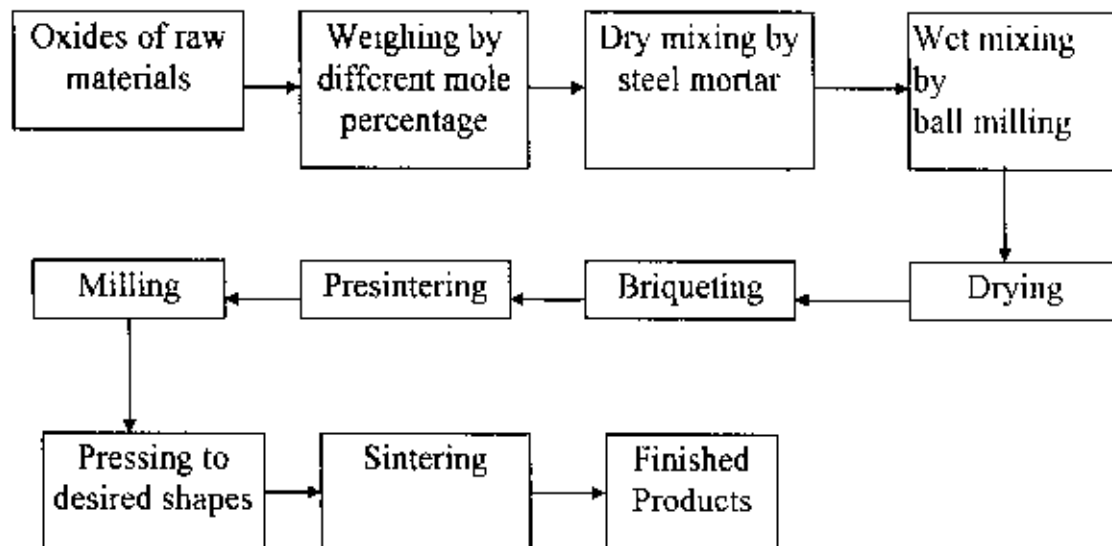 Oxides of raw
materials
Weighing by
different mole
percentage
Dry mixing by
steel mortar
Wet mixing
by
ball milling
Milling
Presintering
Briqueting
Drying
Pressing to
desired shapes
Sintering
Finished
Products